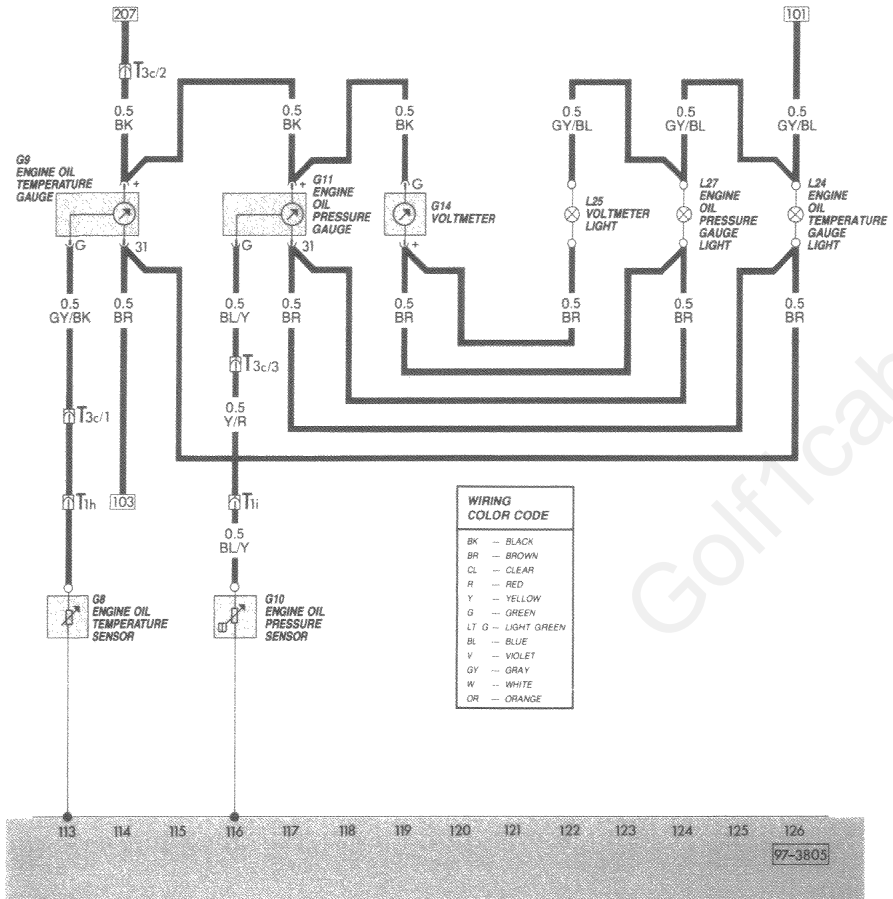 207
101
T3c/2
0.5
BK
0.5
BK
0.5
BK
0.5
GY/BL
0.5
GY/BL
0.5
GY/BL
G9
ENGINE OIL
TEMPERATURE
GAUGE
+
G
31
G11
ENGINE
OIL
PRESSURE
GAUGE
+
G
31
G
G14
VOLTMETER
+
L25
VOLTMETER
LIGHT
L27
ENGINE
OIL
PRESSURE
GAUGE
LIGHT
L24
ENGINE
OIL
TEMPERATURE
GAUGE
LIGHT
0.5
GY/BK
0.5
BR
0.5
BL/Y
0.5
BR
0.5
BR
0.5
BR
0.5
BR
0.5
BR
T3c/3
0.5
Y/R
T3c/1
T1h
103
T1i
0.5
BL/Y
G8
ENGINE OIL
TEMPERATURE
SENSOR
G10
ENGINE OIL
PRESSURE
SENSOR
WIRING
COLOR CODE
BK — BLACK
BR — BROWN
CL — CLEAR
R — RED
Y — YELLOW
G — GREEN
LT G — LIGHT GREEN
BL — BLUE
V — VIOLET
GY — GRAY
W — WHITE
OR — ORANGE
Golf1cab
113 114 115 116 117 118 119 120 121 122 123 124 125 126
97-3805